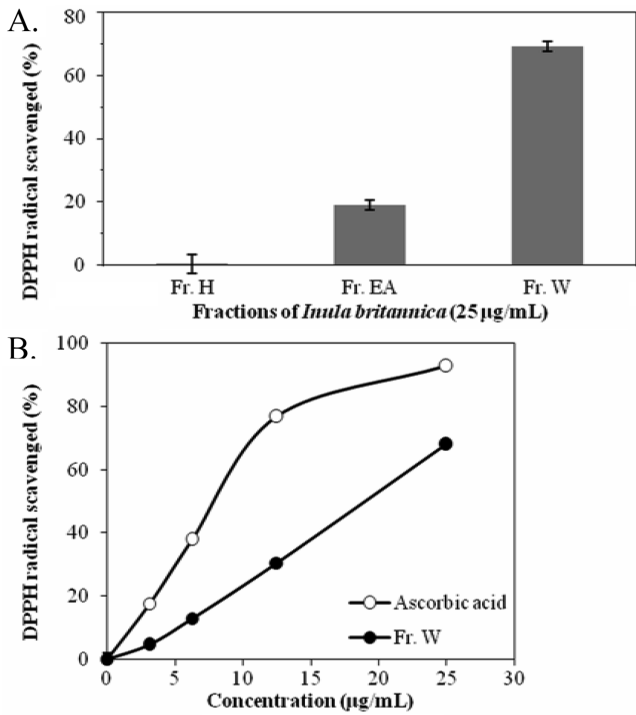 A.
DPPH radical scavenged (%)
80
60
40
20
0
Fr. H Fr. EA Fr. W
Fractions of Inula britannica (25 µg/mL)
B.
DPPH radical scavenged (%)
100
80
60
40
20
0
Ascorbic acid
Fr. W
0 5 10 15 20 25 30
Concentration (µg/mL)